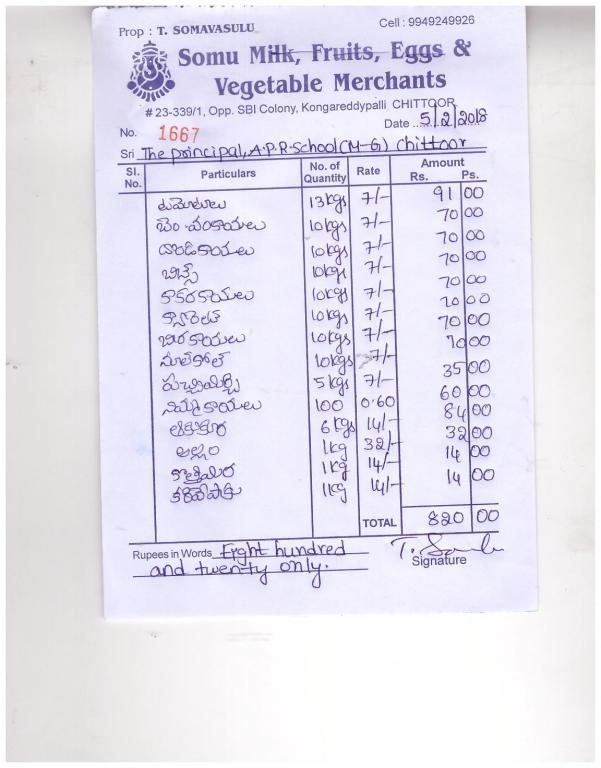 Prop : T. SOMAVASULU Cell : 9949249926
Somu Milk, Fruits, Eggs &
Vegetable Merchants
# 23-339/1, Opp. SBI Colony, Kongareddypalli, CHITTOOR
Date 5/2/2018
No. 1667
Sri The principal, A.P.R-School (M-G) Chittoor
Sl. No. Particulars No. of Quantity Rate Amount Rs. Ps.
టమోటలు 13kgs 7/- 91 00
10kgs 7/- 70 00
10kgs 7/- 70 00
10kgs 7/- 70 00
కాకరకాయలు 10kgs 7/- 70 00
10kgs 7/- 70 00
బీరకాయలు 10kgs 7/- 70 00
నూల్‌కోల్ 10kgs 7/- 70 00
పచ్చిమిర్చి 5kgs 7/- 35 00
నిమ్మకాయలు 100 0.60 60 00
ఆకుకూర 6kgs 14/- 84 00
అల్లం 1kg 32/- 32 00
కొత్తిమీర 1kg 14/- 14 00
కరివేపాకు 1kg 14/- 14 00
TOTAL 820 00
Rupees in Words Eight hundred
and twenty only.
Signature